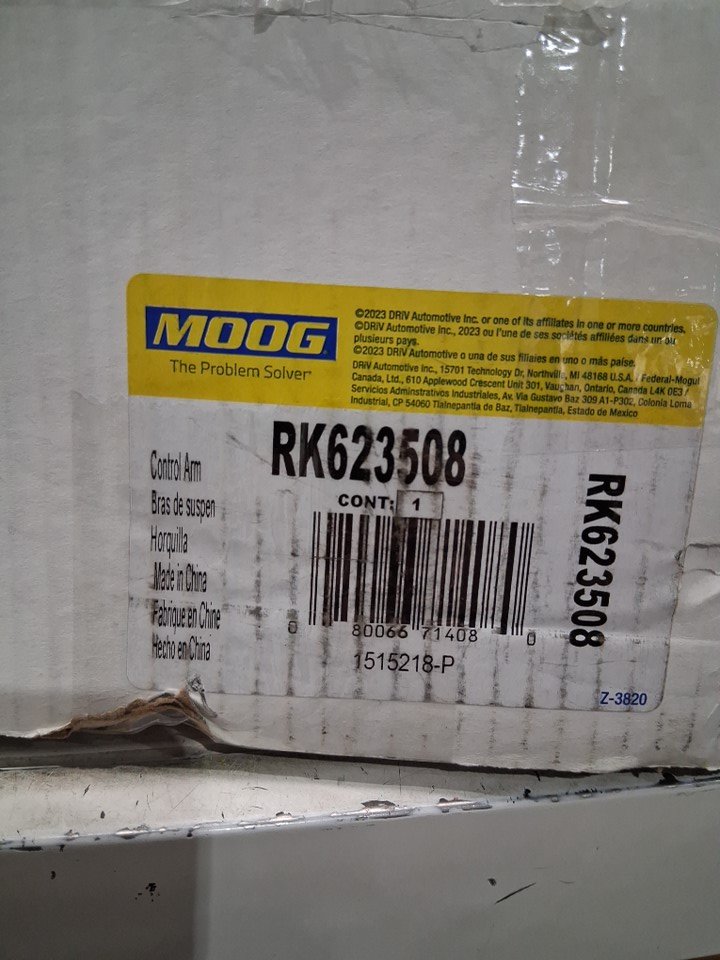 MOOG
The Problem Solver
©2023 DRiV Automotive Inc. or one of its affiliates in one or more countries.
©DRiV Automotive Inc., 2023 ou l'une de ses sociétés affiliées dans un ou
plusieurs pays.
©2023 DRiV Automotive o una de sus filiales en uno o más países.
DRiV Automotive Inc., 15701 Technology Dr, Northville, MI 48168 U.S.A. / Federal-Mogul
Canada, Ltd., 610 Applewood Crescent Unit 301, Vaughan, Ontario, Canada L4K 0E3 /
Servicios Adminstrativos Industriales, Av. Via Gustavo Baz 309 A1-P302, Colonia Loma
Industrial, CP 54060 Tlalnepantla de Baz, Tlalnepantla, Estado de Mexico
RK623508
CONT: 1
Control Arm
Bras de suspen
Horquilla
Made in China
Fabrique en Chine
Hecho en China
0 80066 71408 0
1515218-P
RK623508
Z-3820